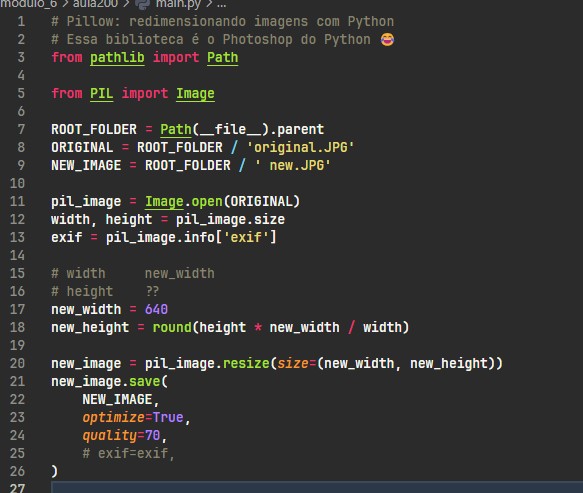 modulo_6 > aula200 > main.py > ...
1 # Pillow: redimensionando imagens com Python
2 # Essa biblioteca é o Photoshop do Python 😂
3 from pathlib import Path
4
5 from PIL import Image
6
7 ROOT_FOLDER = Path(__file__).parent
8 ORIGINAL = ROOT_FOLDER / 'original.JPG'
9 NEW_IMAGE = ROOT_FOLDER / ' new.JPG'
10
11 pil_image = Image.open(ORIGINAL)
12 width, height = pil_image.size
13 exif = pil_image.info['exif']
14
15 # width     new_width
16 # height    ??
17 new_width = 640
18 new_height = round(height * new_width / width)
19
20 new_image = pil_image.resize(size=(new_width, new_height))
21 new_image.save(
22     NEW_IMAGE,
23     optimize=True,
24     quality=70,
25     # exif=exif,
26 )
27